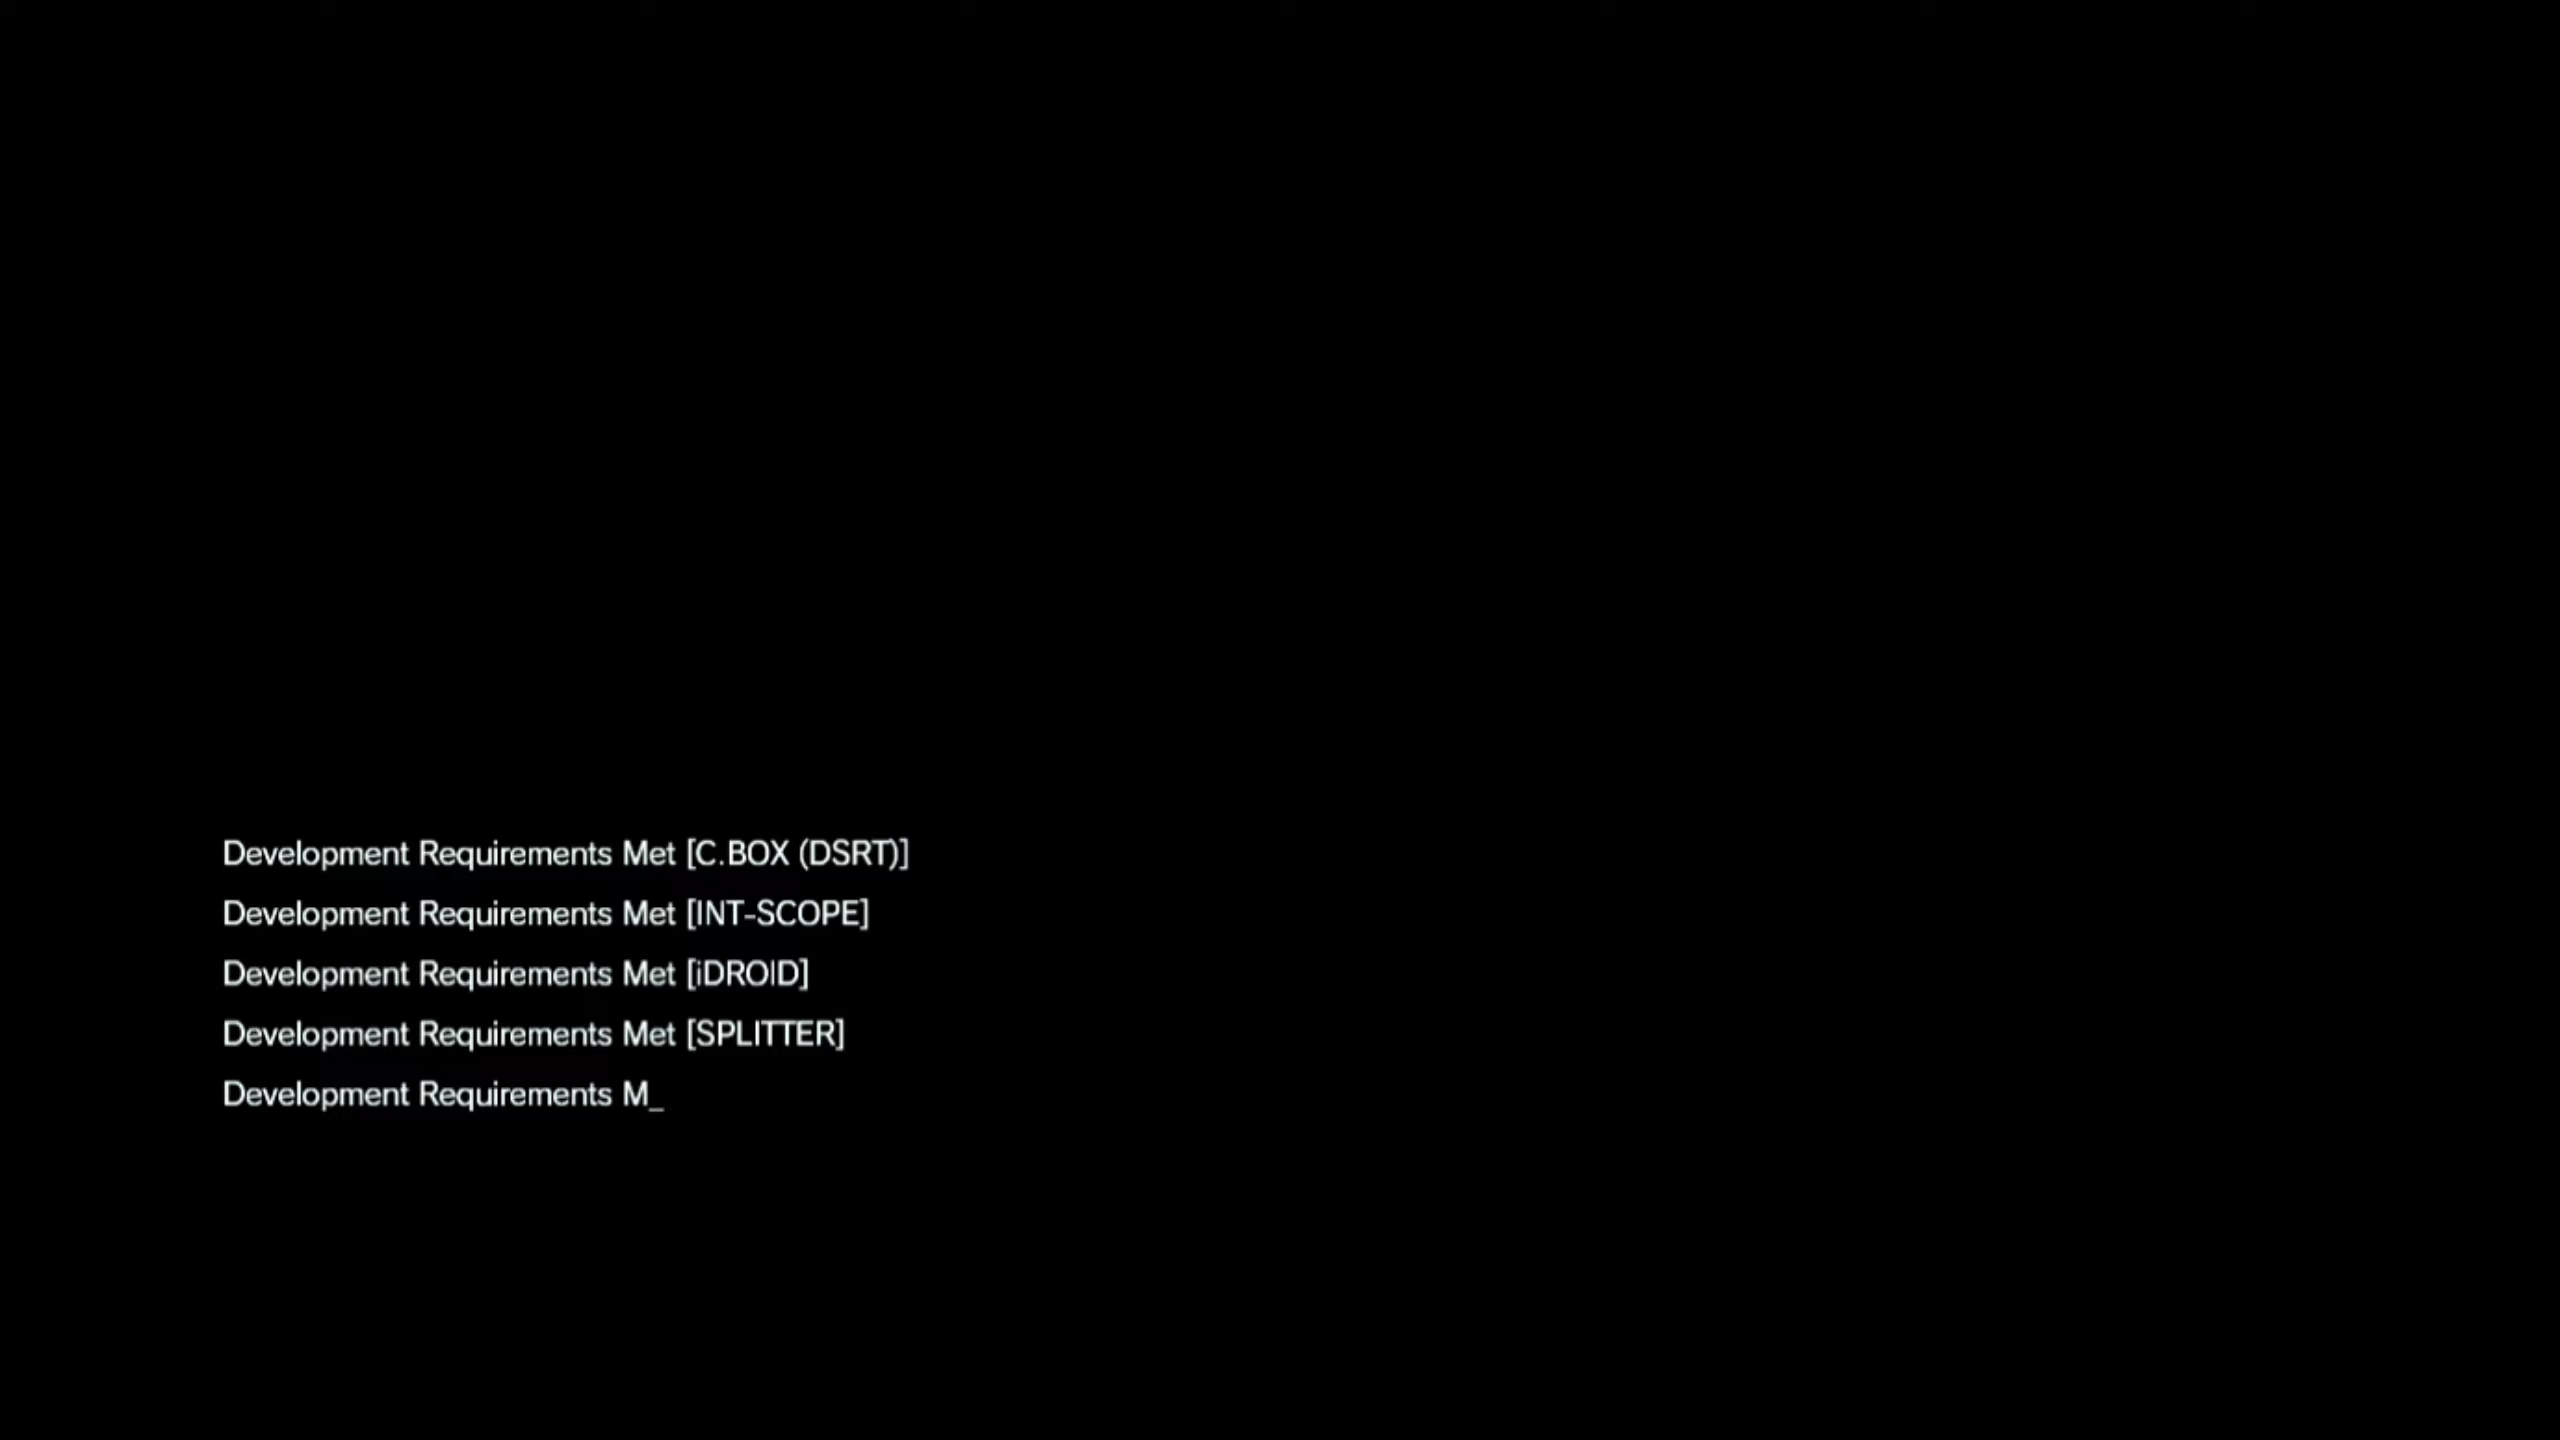 Development Requirements Met [C.BOX (DSRT)]
Development Requirements Met [INT-SCOPE]
Development Requirements Met [iDROID]
Development Requirements Met [SPLITTER]
Development Requirements M_